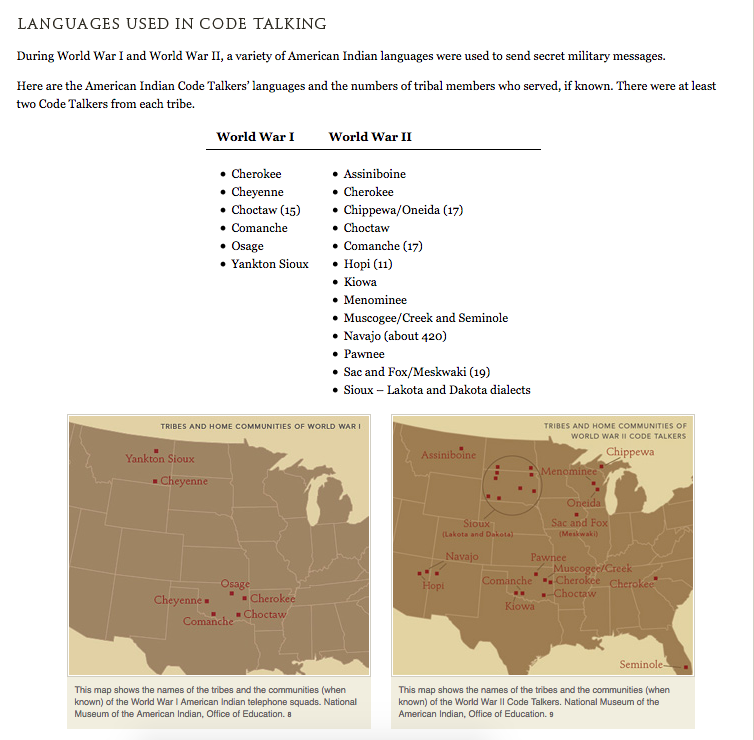 LANGUAGES USED IN CODE TALKING
During World War I and World War II, a variety of American Indian languages were used to send secret military messages.
Here are the American Indian Code Talkers' languages and the numbers of tribal members who served, if known. There were at least
two Code Talkers from each tribe.
World War I
• Cherokee
• Cheyenne
• Choctaw (15)
• Comanche
• Osage
• Yankton Sioux
World War II
• Assiniboine
• Cherokee
• Chippewa/Oneida (17)
• Choctaw
• Comanche (17)
• Hopi (11)
• Kiowa
• Menominee
• Muscogee/Creek and Seminole
• Navajo (about 420)
• Pawnee
• Sac and Fox/Meskwaki (19)
• Sioux – Lakota and Dakota dialects
TRIBES AND HOME COMMUNITIES OF WORLD WAR I
Yankton Sioux
Cheyenne
Osage
Cheyenne
Cherokee
Choctaw
Comanche
This map shows the names of the tribes and the communities (when
known) of the World War I American Indian telephone squads. National
Museum of the American Indian, Office of Education. 8
TRIBES AND HOME COMMUNITIES OF
WORLD WAR II CODE TALKERS
Assiniboine
Chippewa
Menominee
Oneida
Sioux
(Lakota and Dakota)
Sac and Fox
(Meskwaki)
Navajo
Pawnee
Muscogee/Creek
Hopi
Comanche
Cherokee
Cherokee
Choctaw
Kiowa
Seminole
This map shows the names of the tribes and the communities (when
known) of the World War II Code Talkers. National Museum of the
American Indian, Office of Education. 9